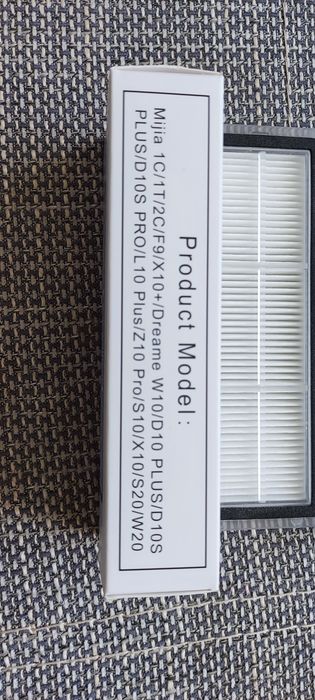 Product Model:
Mijia 1C/1T/2C/F9/X10+/Dreame W10/D10 PLUS/D10S
PLUS/D10S PRO/L10 Plus/Z10 Pro/S10/X10/S20/W20